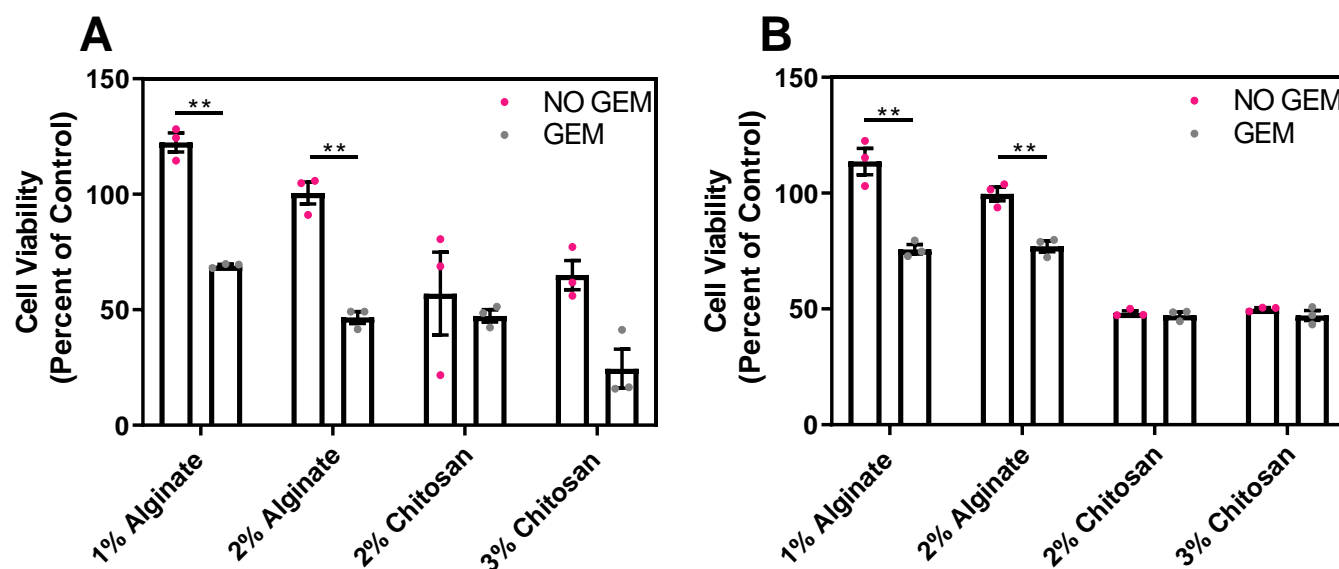 A
Cell Viability
(Percent of Control)
150
100
50
0
**
**
NO GEM
GEM
1% Alginate
2% Alginate
2% Chitosan
3% Chitosan
B
Cell Viability
(Percent of Control)
150
100
50
0
**
**
NO GEM
GEM
1% Alginate
2% Alginate
2% Chitosan
3% Chitosan